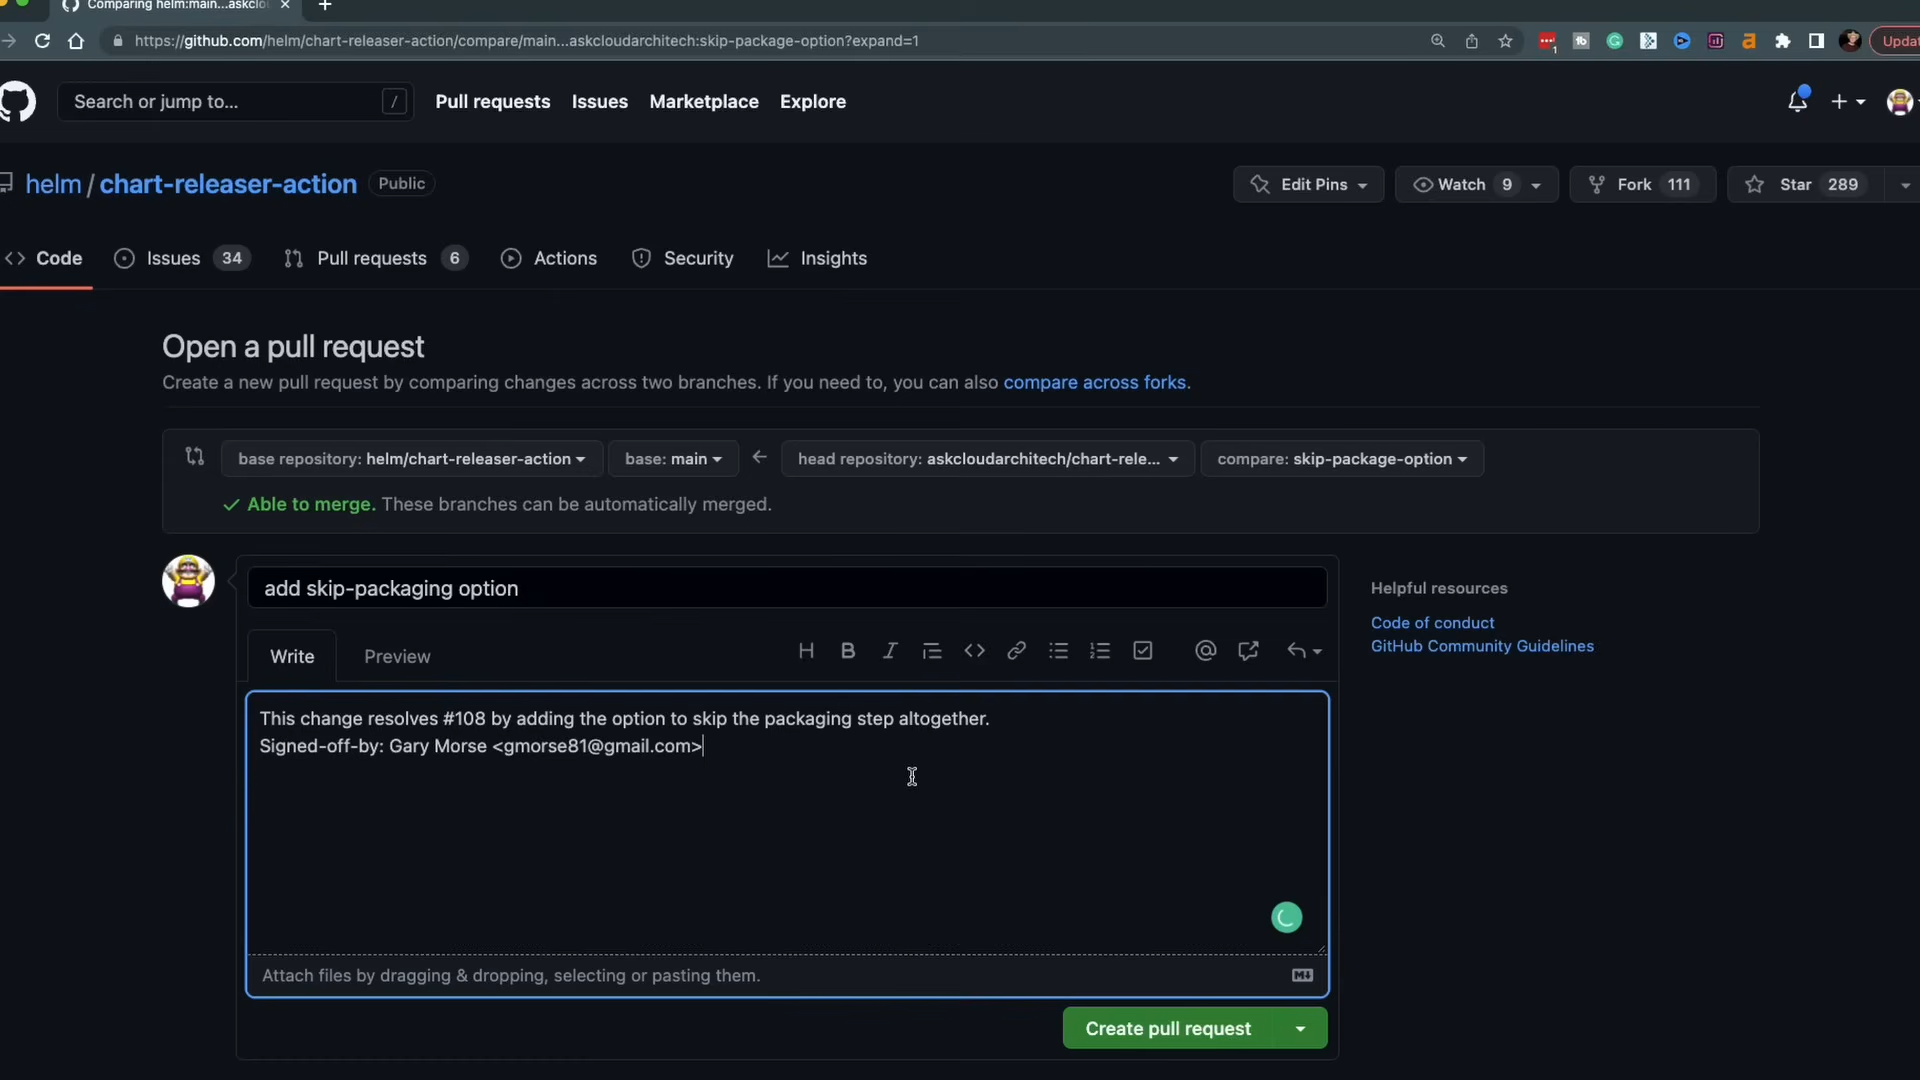 Comparing helm:main...askclou
https://github.com/helm/chart-releaser-action/compare/main...askcloudarchitech:skip-package-option?expand=1
Updat
Search or jump to...
/
Pull requests
Issues
Marketplace
Explore
helm / chart-releaser-action
Public
Edit Pins
Watch 9
Fork 111
Star 289
Code
Issues 34
Pull requests 6
Actions
Security
Insights
Open a pull request
Create a new pull request by comparing changes across two branches. If you need to, you can also compare across forks.
base repository: helm/chart-releaser-action
base: main
head repository: askcloudarchitech/chart-rele...
compare: skip-package-option
Able to merge. These branches can be automatically merged.
add skip-packaging option
Helpful resources
Code of conduct
GitHub Community Guidelines
Write
Preview
This change resolves #108 by adding the option to skip the packaging step altogether.
Signed-off-by: Gary Morse <gmorse81@gmail.com>
Attach files by dragging & dropping, selecting or pasting them.
Create pull request